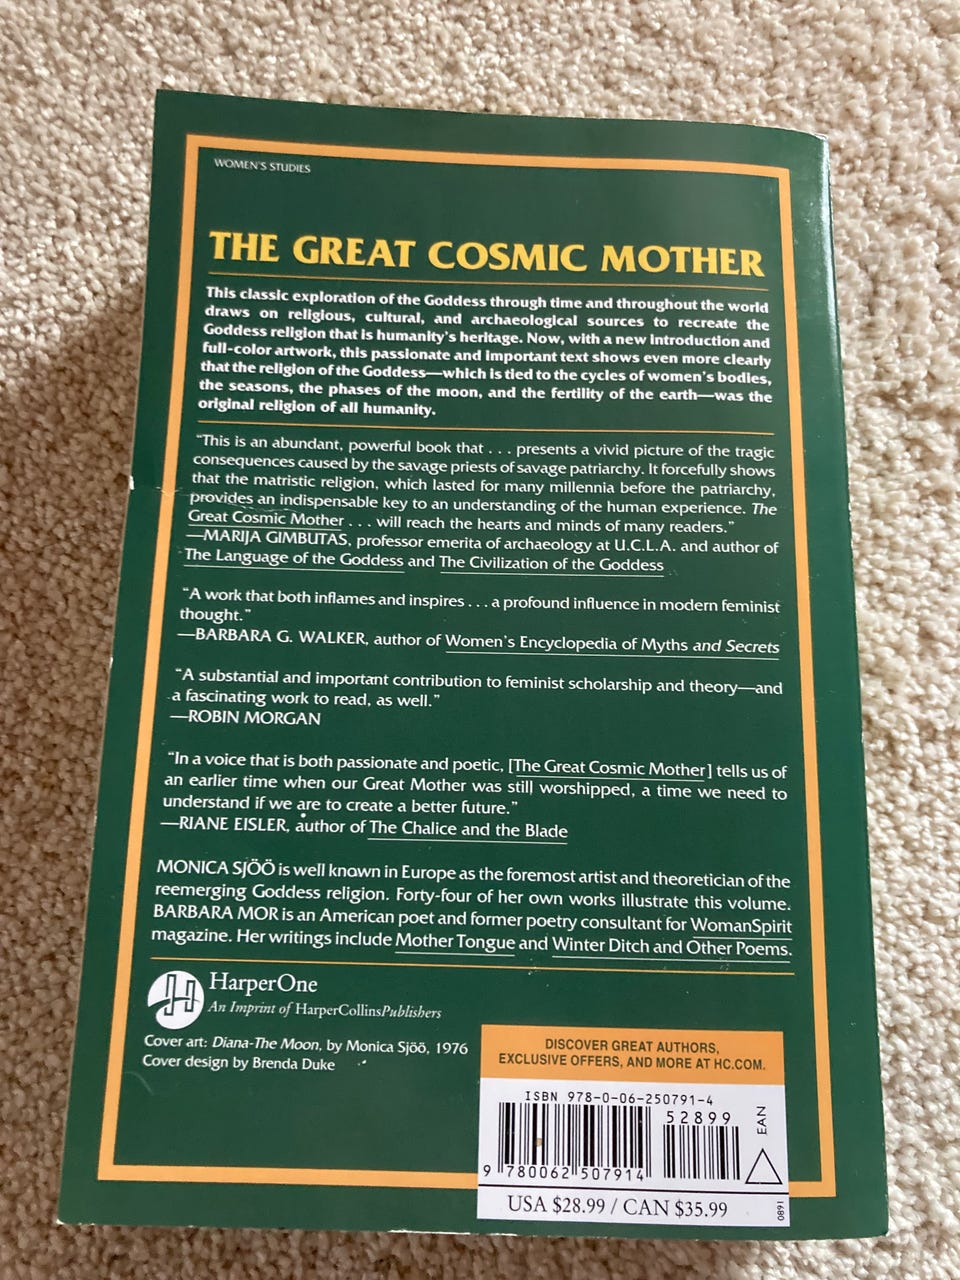 WOMEN'S STUDIES
THE GREAT COSMIC MOTHER
This classic exploration of the Goddess through time and throughout the world
draws on religious, cultural, and archaeological sources to recreate the
Goddess religion that is humanity's heritage. Now, with a new introduction and
full-color artwork, this passionate and important text shows even more clearly
that the religion of the Goddess—which is tied to the cycles of women's bodies,
the seasons, the phases of the moon, and the fertility of the earth—was the
original religion of all humanity.
"This is an abundant, powerful book that . . . presents a vivid picture of the tragic
consequences caused by the savage priests of savage patriarchy. It forcefully shows
that the matristic religion, which lasted for many millennia before the patriarchy,
provides an indispensable key to an understanding of the human experience. The
Great Cosmic Mother . . . will reach the hearts and minds of many readers."
—MARIJA GIMBUTAS, professor emerita of archaeology at U.C.L.A. and author of
The Language of the Goddess and The Civilization of the Goddess
"A work that both inflames and inspires . . . a profound influence in modern feminist
thought."
—BARBARA G. WALKER, author of Women's Encyclopedia of Myths and Secrets
"A substantial and important contribution to feminist scholarship and theory—and
a fascinating work to read, as well."
—ROBIN MORGAN
"In a voice that is both passionate and poetic, [The Great Cosmic Mother] tells us of
an earlier time when our Great Mother was still worshipped, a time we need to
understand if we are to create a better future."
—RIANE EISLER, author of The Chalice and the Blade
MONICA SJÖÖ is well known in Europe as the foremost artist and theoretician of the
reemerging Goddess religion. Forty-four of her own works illustrate this volume.
BARBARA MOR is an American poet and former poetry consultant for WomanSpirit
magazine. Her writings include Mother Tongue and Winter Ditch and Other Poems.
HarperOne
An Imprint of HarperCollinsPublishers
Cover art: Diana-The Moon, by Monica Sjöö, 1976
Cover design by Brenda Duke
DISCOVER GREAT AUTHORS,
EXCLUSIVE OFFERS, AND MORE AT HC.COM.
ISBN 978-0-06-250791-4
52899
EAN
9 780062 507914
USA $28.99 / CAN $35.99
0891